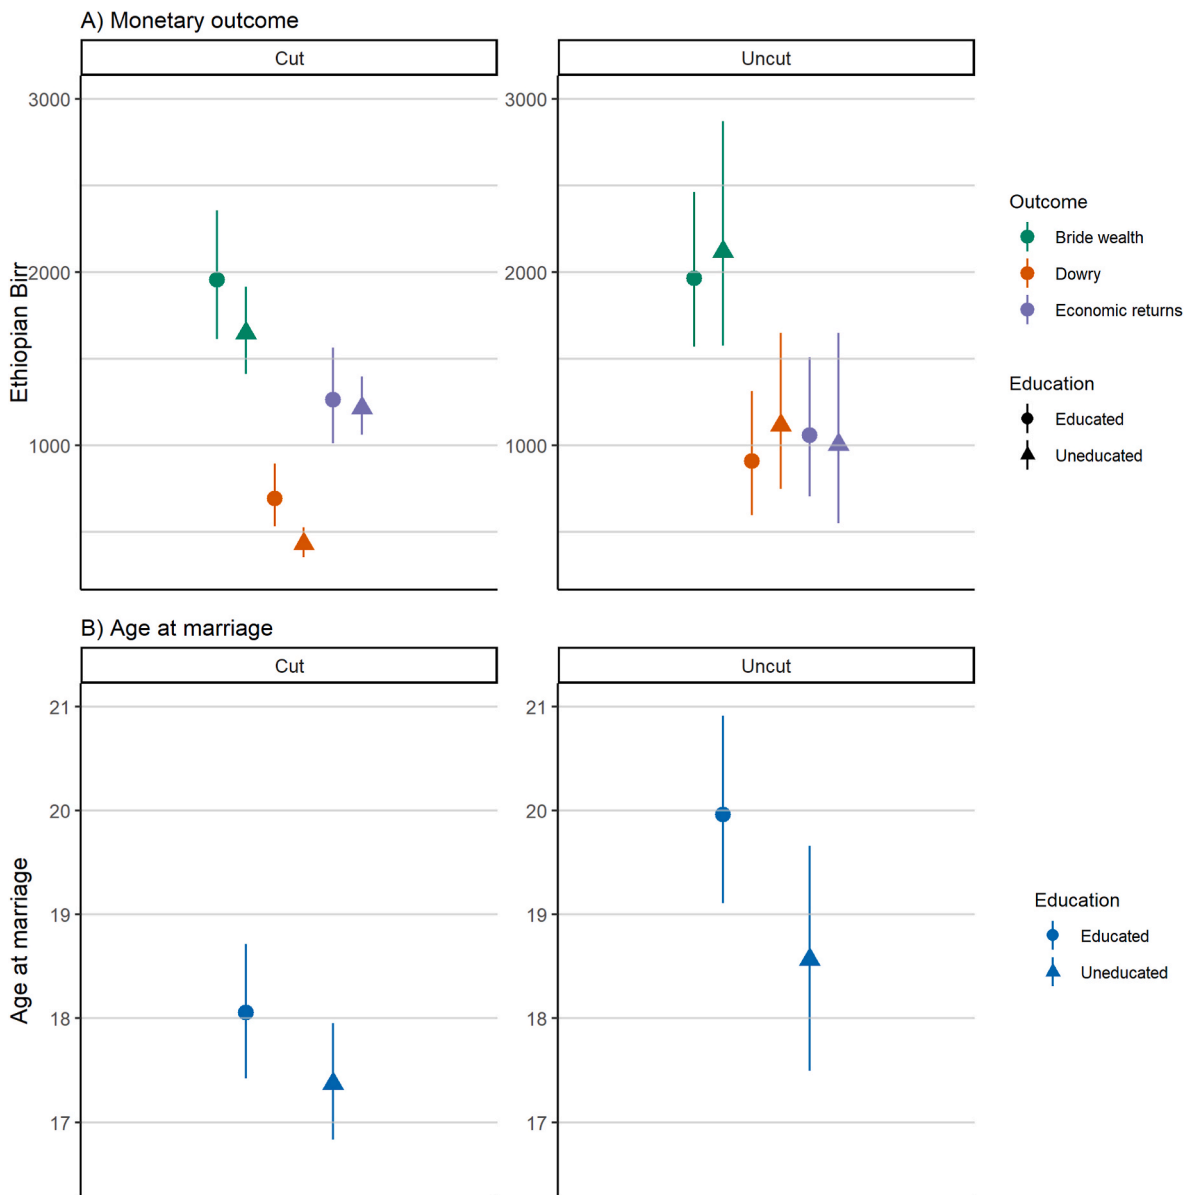 A) Monetary outcome
Cut
Uncut
3000
2000
1000
3000
2000
1000
Ethiopian Birr
Outcome
Bride wealth
Dowry
Economic returns
Education
Educated
Uneducated
B) Age at marriage
Cut
Uncut
21
20
19
18
17
21
20
19
18
17
Age at marriage
Education
Educated
Uneducated